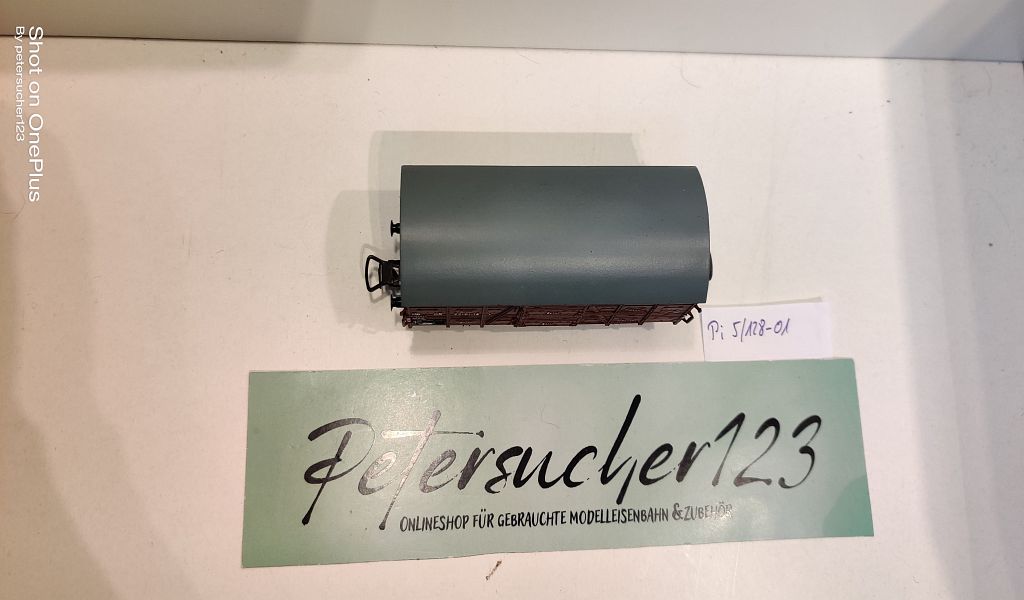 Shot on OnePlus
By petersucher123
Pi 5/128-01
Petersucher123
ONLINESHOP FÜR GEBRAUCHTE MODELLEISENBAHN & ZUBEHÖR